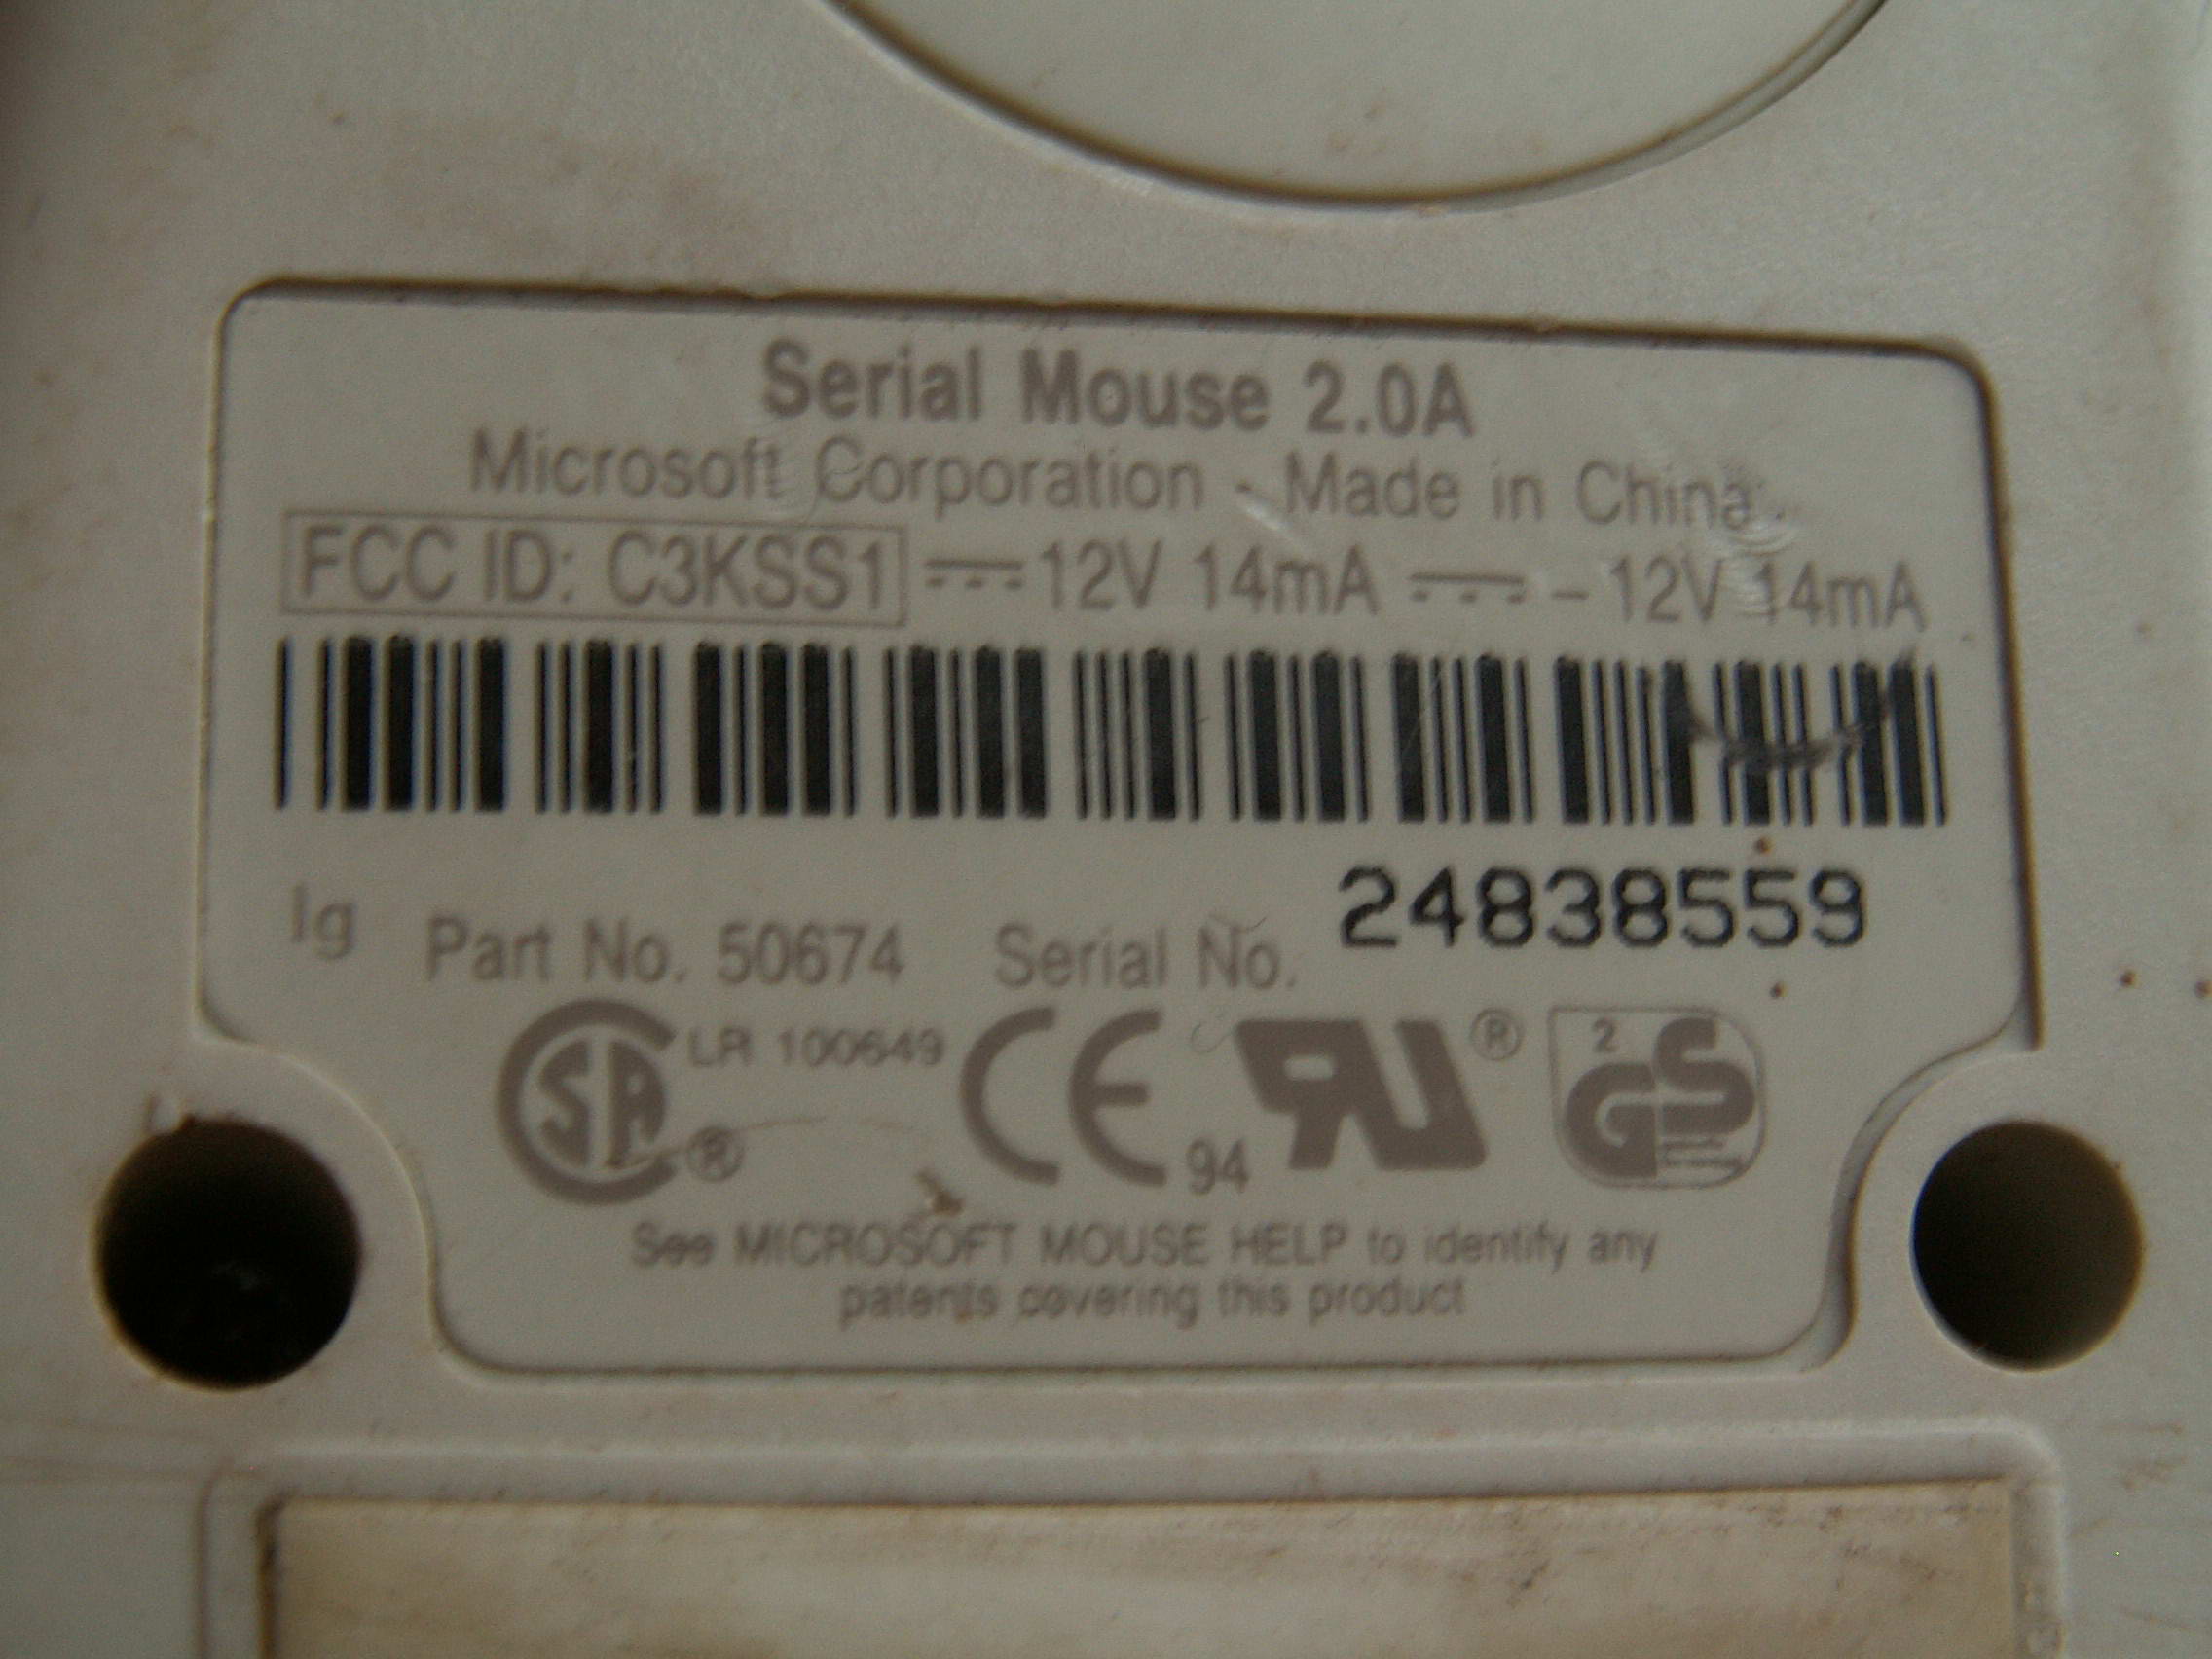 Serial Mouse 2.0A
Microsoft Corporation - Made in China
FCC ID: C3KSS1 12V 14mA - 12V 14mA
24838559
lg Part No. 50674 Serial No.
SA LR 100649 CE 94 ® UR ® 2 GS
See MICROSOFT MOUSE HELP to identify any
patents covering this product